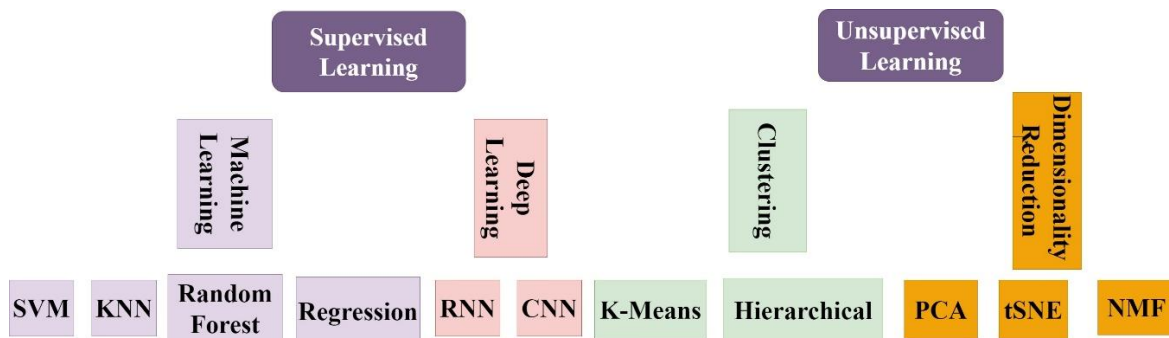 Supervised
Learning
Unsupervised
Learning
Machine
Learning
Deep
Learning
Clustering
Dimensionality
Reduction
SVM
KNN
Random
Forest
Regression
RNN
CNN
K-Means
Hierarchical
PCA
tSNE
NMF